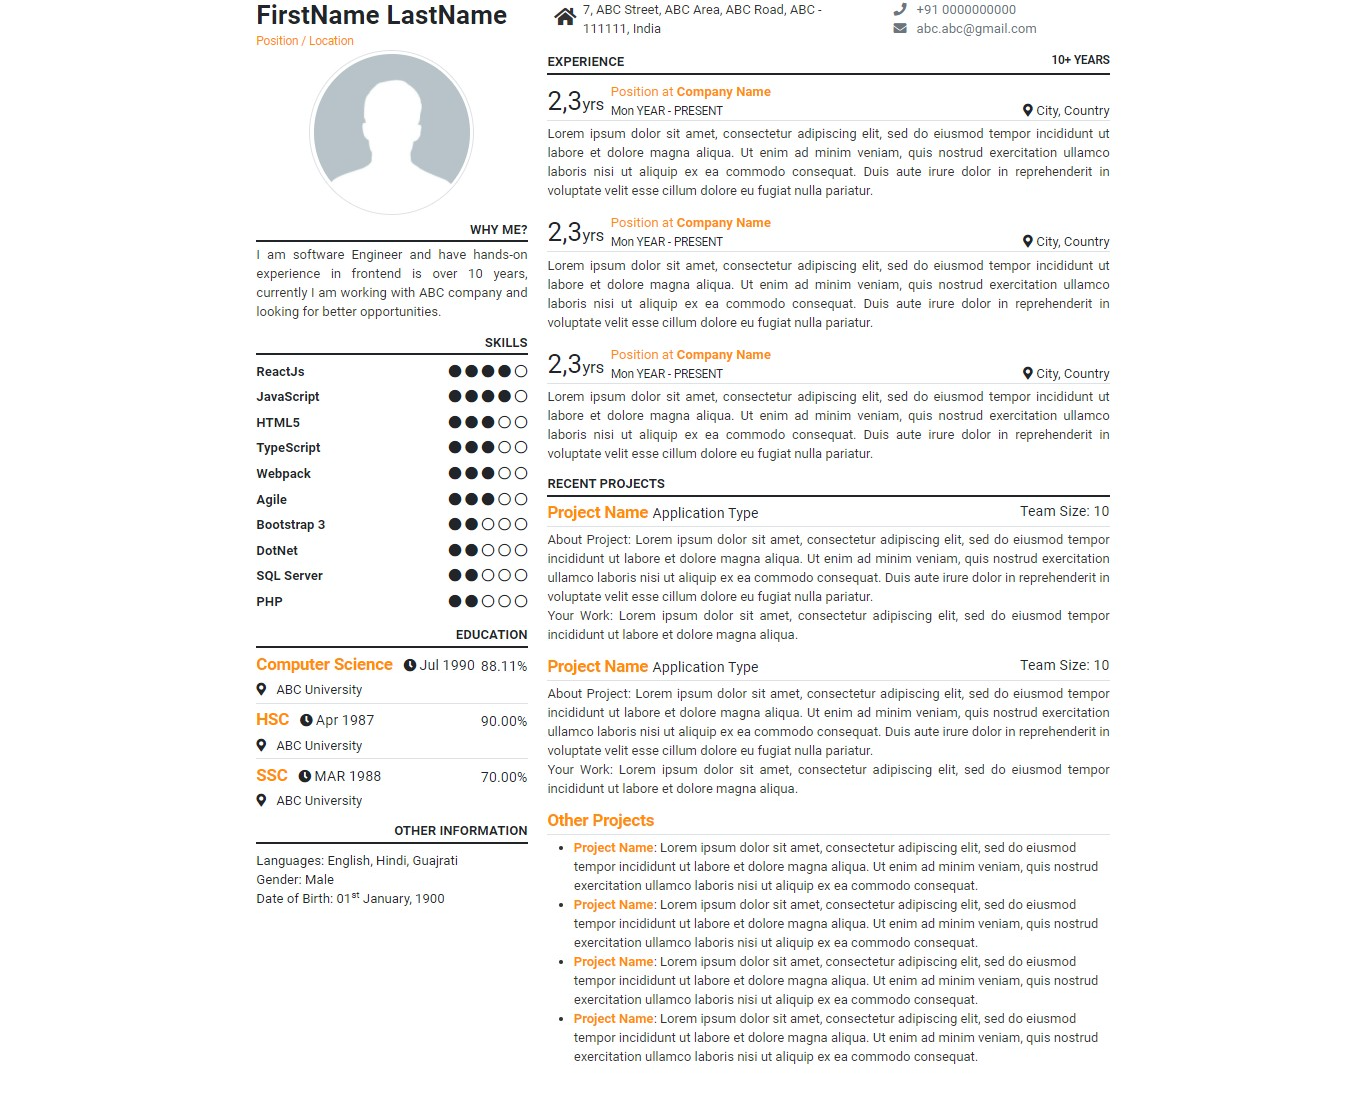 FirstName LastName
Position / Location
WHY ME?
I am software Engineer and have hands-on
experience in frontend is over 10 years,
currently I am working with ABC company and
looking for better opportunities.
SKILLS
ReactJs
JavaScript
HTML5
TypeScript
Webpack
Agile
Bootstrap 3
DotNet
SQL Server
PHP
EDUCATION
Computer Science Jul 1990 88.11%
ABC University
HSC Apr 1987 90.00%
ABC University
SSC MAR 1988 70.00%
ABC University
OTHER INFORMATION
Languages: English, Hindi, Guajrati
Gender: Male
Date of Birth: 01st January, 1900
7, ABC Street, ABC Area, ABC Road, ABC -
111111, India
+91 0000000000
abc.abc@gmail.com
EXPERIENCE 10+ YEARS
2,3yrs Position at Company Name
Mon YEAR - PRESENT City, Country
Lorem ipsum dolor sit amet, consectetur adipiscing elit, sed do eiusmod tempor incididunt ut
labore et dolore magna aliqua. Ut enim ad minim veniam, quis nostrud exercitation ullamco
laboris nisi ut aliquip ex ea commodo consequat. Duis aute irure dolor in reprehenderit in
voluptate velit esse cillum dolore eu fugiat nulla pariatur.
2,3yrs Position at Company Name
Mon YEAR - PRESENT City, Country
Lorem ipsum dolor sit amet, consectetur adipiscing elit, sed do eiusmod tempor incididunt ut
labore et dolore magna aliqua. Ut enim ad minim veniam, quis nostrud exercitation ullamco
laboris nisi ut aliquip ex ea commodo consequat. Duis aute irure dolor in reprehenderit in
voluptate velit esse cillum dolore eu fugiat nulla pariatur.
2,3yrs Position at Company Name
Mon YEAR - PRESENT City, Country
Lorem ipsum dolor sit amet, consectetur adipiscing elit, sed do eiusmod tempor incididunt ut
labore et dolore magna aliqua. Ut enim ad minim veniam, quis nostrud exercitation ullamco
laboris nisi ut aliquip ex ea commodo consequat. Duis aute irure dolor in reprehenderit in
voluptate velit esse cillum dolore eu fugiat nulla pariatur.
RECENT PROJECTS
Project Name Application Type Team Size: 10
About Project: Lorem ipsum dolor sit amet, consectetur adipiscing elit, sed do eiusmod tempor
incididunt ut labore et dolore magna aliqua. Ut enim ad minim veniam, quis nostrud exercitation
ullamco laboris nisi ut aliquip ex ea commodo consequat. Duis aute irure dolor in reprehenderit in
voluptate velit esse cillum dolore eu fugiat nulla pariatur.
Your Work: Lorem ipsum dolor sit amet, consectetur adipiscing elit, sed do eiusmod tempor
incididunt ut labore et dolore magna aliqua.
Project Name Application Type Team Size: 10
About Project: Lorem ipsum dolor sit amet, consectetur adipiscing elit, sed do eiusmod tempor
incididunt ut labore et dolore magna aliqua. Ut enim ad minim veniam, quis nostrud exercitation
ullamco laboris nisi ut aliquip ex ea commodo consequat. Duis aute irure dolor in reprehenderit in
voluptate velit esse cillum dolore eu fugiat nulla pariatur.
Your Work: Lorem ipsum dolor sit amet, consectetur adipiscing elit, sed do eiusmod tempor
incididunt ut labore et dolore magna aliqua.
Other Projects
• Project Name: Lorem ipsum dolor sit amet, consectetur adipiscing elit, sed do eiusmod
tempor incididunt ut labore et dolore magna aliqua. Ut enim ad minim veniam, quis nostrud
exercitation ullamco laboris nisi ut aliquip ex ea commodo consequat.
• Project Name: Lorem ipsum dolor sit amet, consectetur adipiscing elit, sed do eiusmod
tempor incididunt ut labore et dolore magna aliqua. Ut enim ad minim veniam, quis nostrud
exercitation ullamco laboris nisi ut aliquip ex ea commodo consequat.
• Project Name: Lorem ipsum dolor sit amet, consectetur adipiscing elit, sed do eiusmod
tempor incididunt ut labore et dolore magna aliqua. Ut enim ad minim veniam, quis nostrud
exercitation ullamco laboris nisi ut aliquip ex ea commodo consequat.
• Project Name: Lorem ipsum dolor sit amet, consectetur adipiscing elit, sed do eiusmod
tempor incididunt ut labore et dolore magna aliqua. Ut enim ad minim veniam, quis nostrud
exercitation ullamco laboris nisi ut aliquip ex ea commodo consequat.